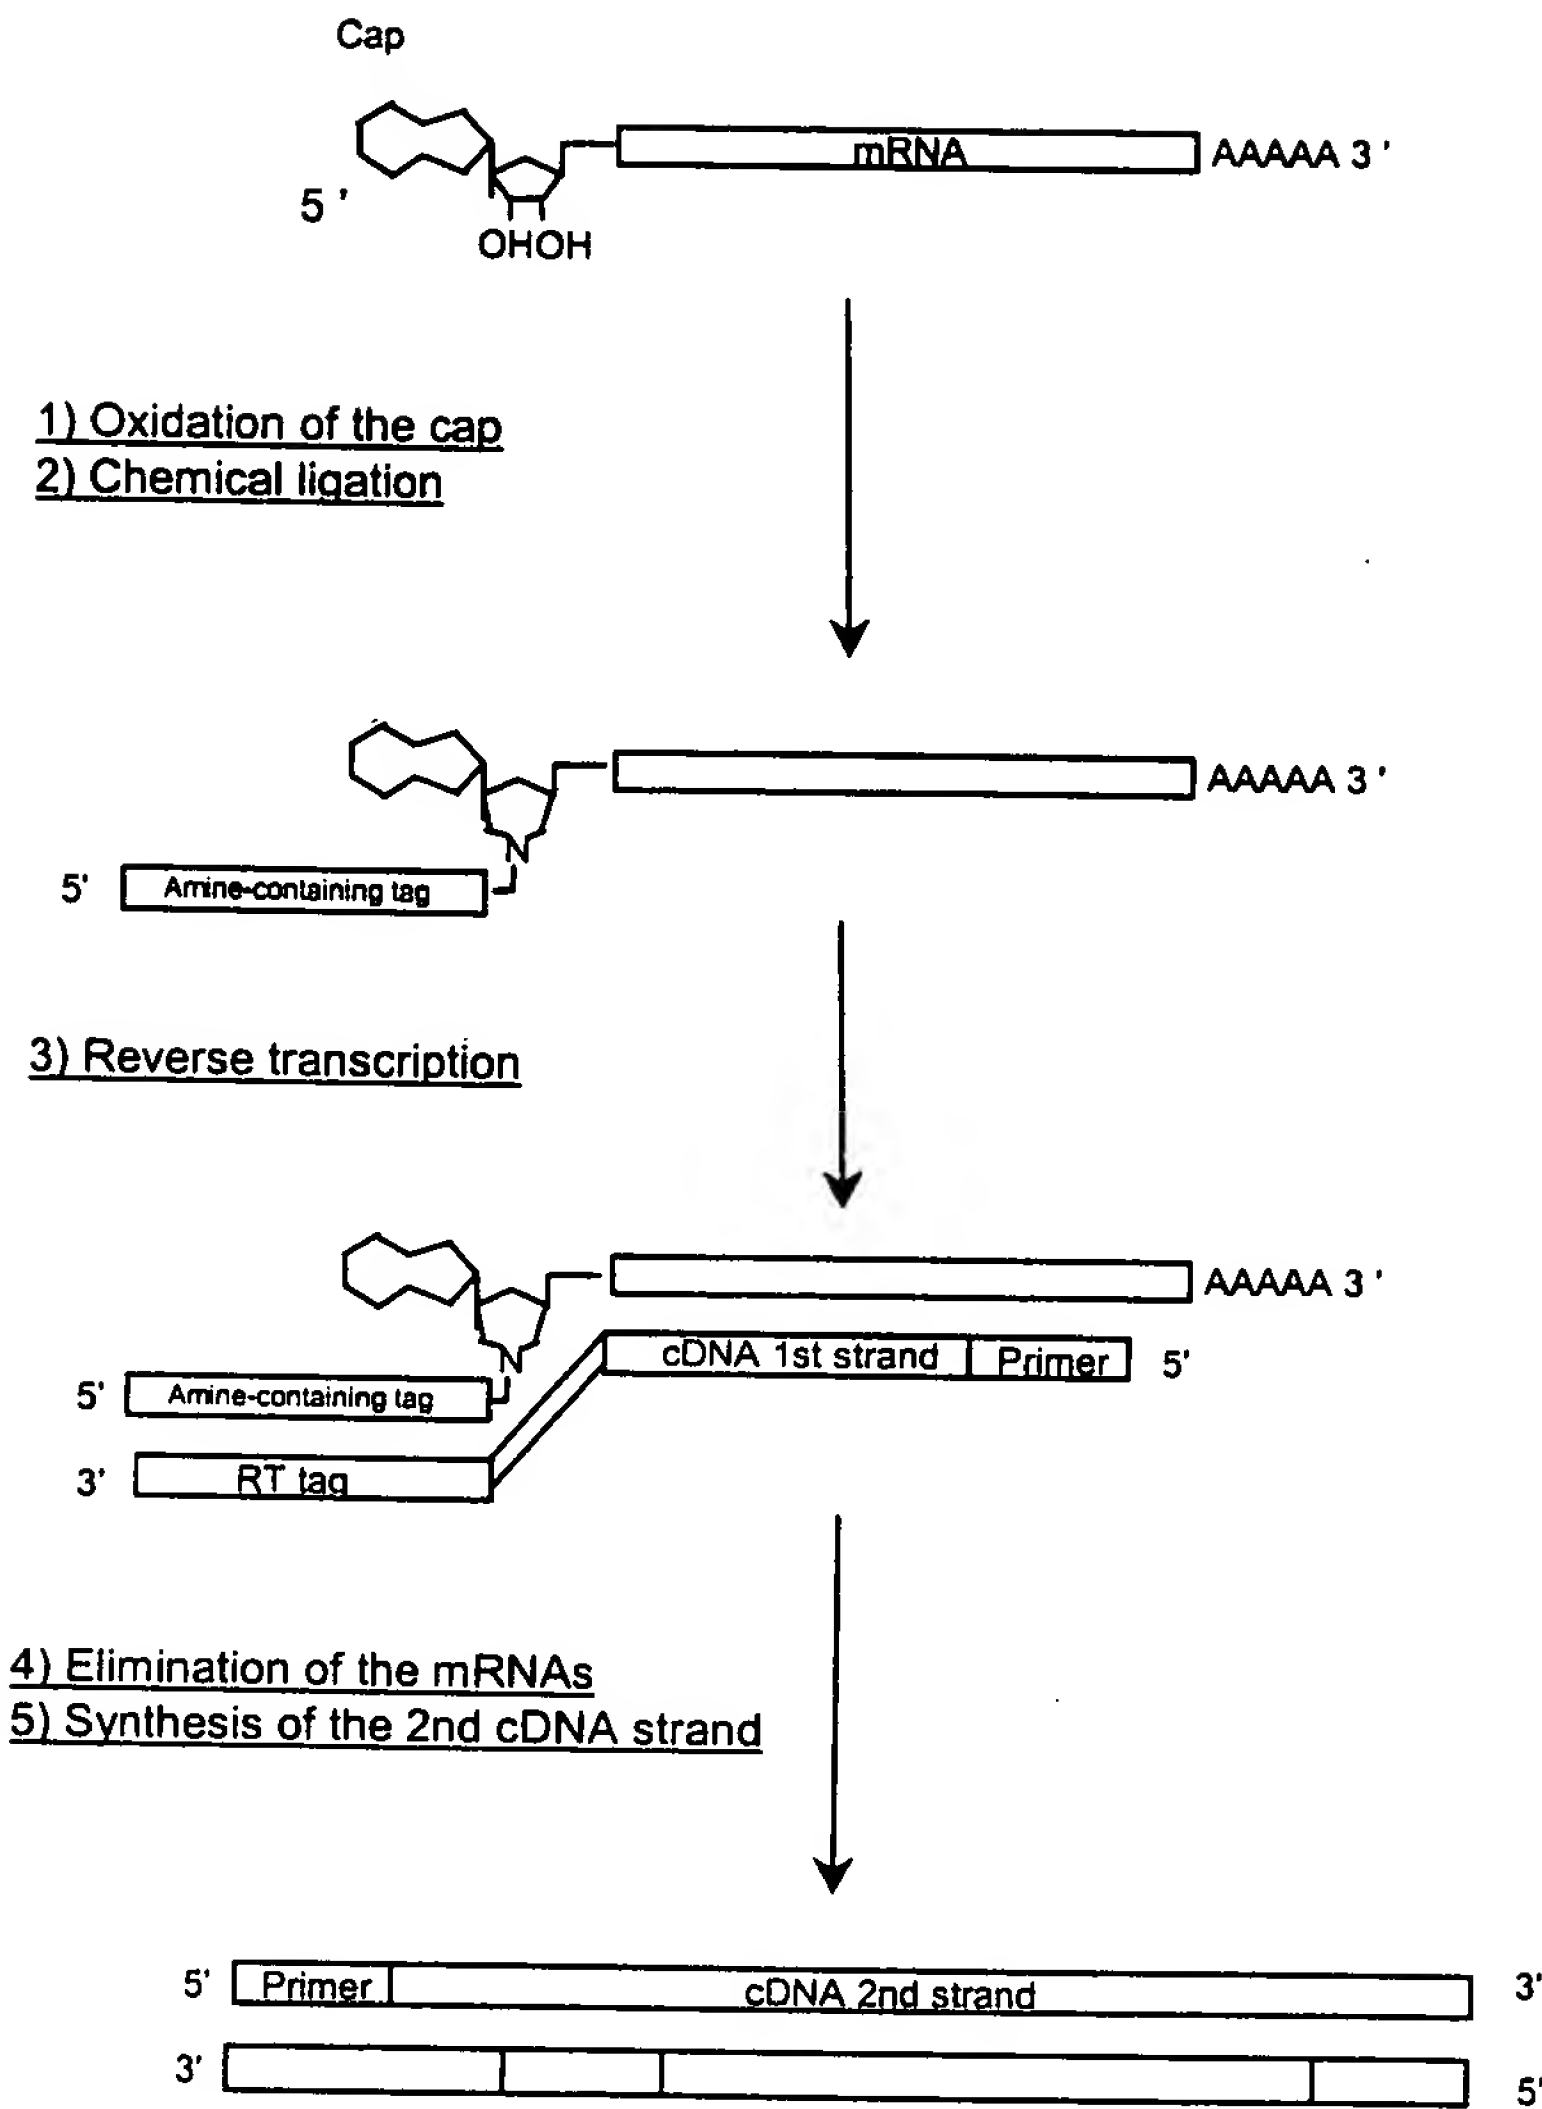 Cap
mRNA AAAAA 3 '
5 '
OHOH
1) Oxidation of the cap
2) Chemical ligation
AAAAA 3 '
N
5' Amine-containing tag
3) Reverse transcription
AAAAA 3 '
cDNA 1st strand Primer 5'
N
5' Amine-containing tag
3' RT tag
4) Elimination of the mRNAs
5) Synthesis of the 2nd cDNA strand
5' Primer cDNA 2nd strand 3'
3' 5'